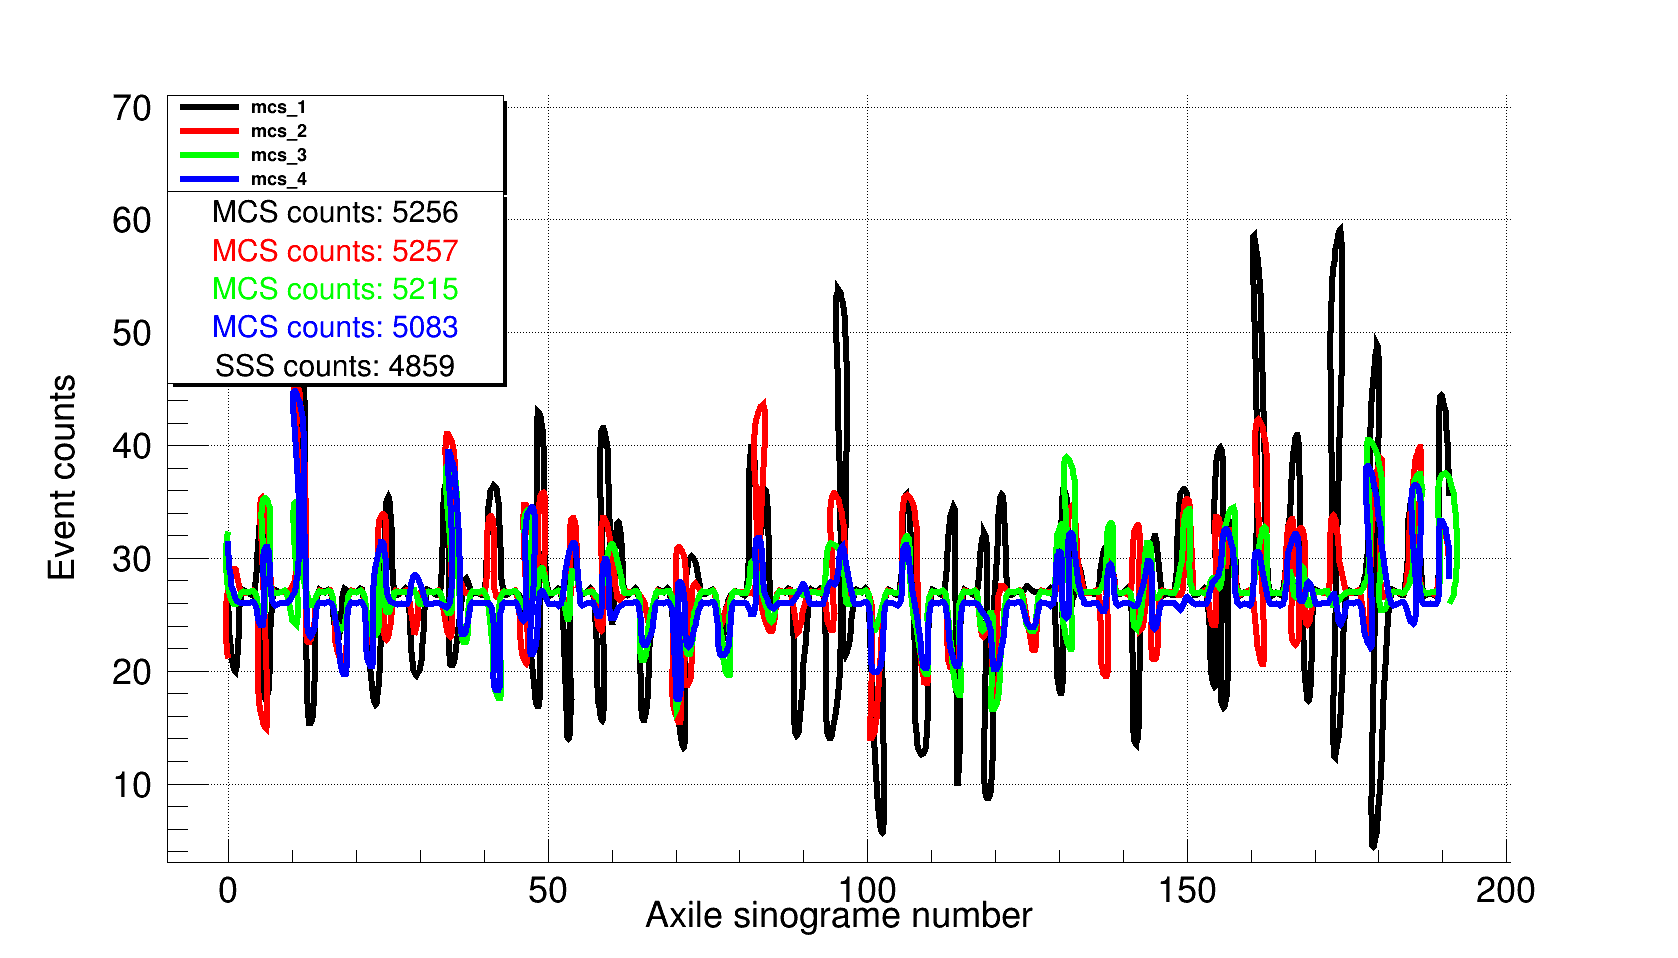 70
60
50
40
30
20
10
mcs_1
mcs_2
mcs_3
mcs_4
MCS counts: 5256
MCS counts: 5257
MCS counts: 5215
MCS counts: 5083
SSS counts: 4859
Event counts
0 50 100 150 200
Axile sinograme number